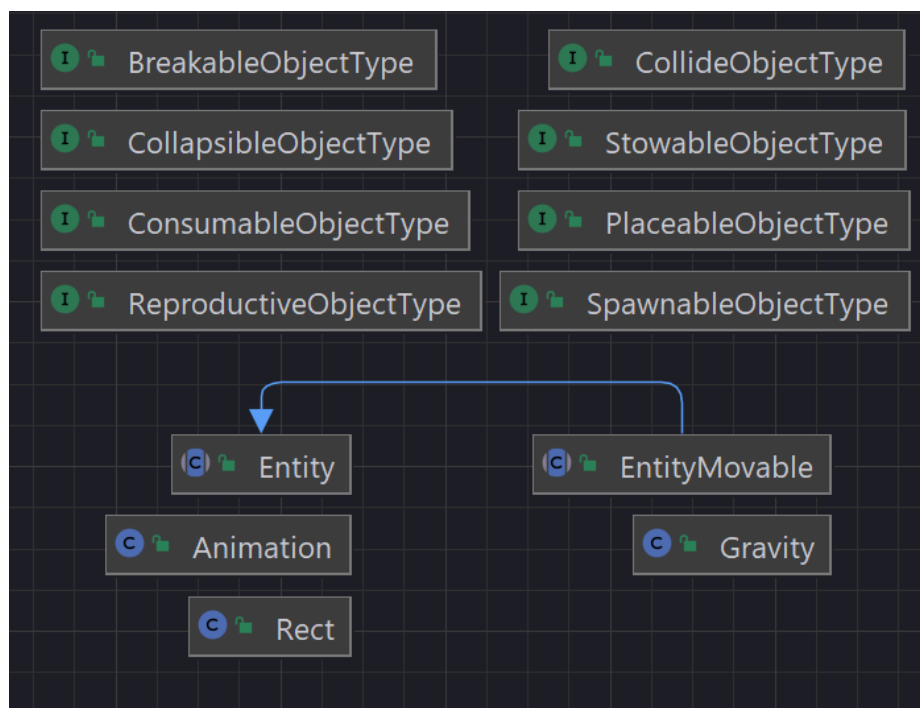 I BreakableObjectType
I CollideObjectType
I CollapsibleObjectType
I StowableObjectType
I ConsumableObjectType
I PlaceableObjectType
I ReproductiveObjectType
I SpawnableObjectType
C Entity
C EntityMovable
C Animation
C Gravity
C Rect